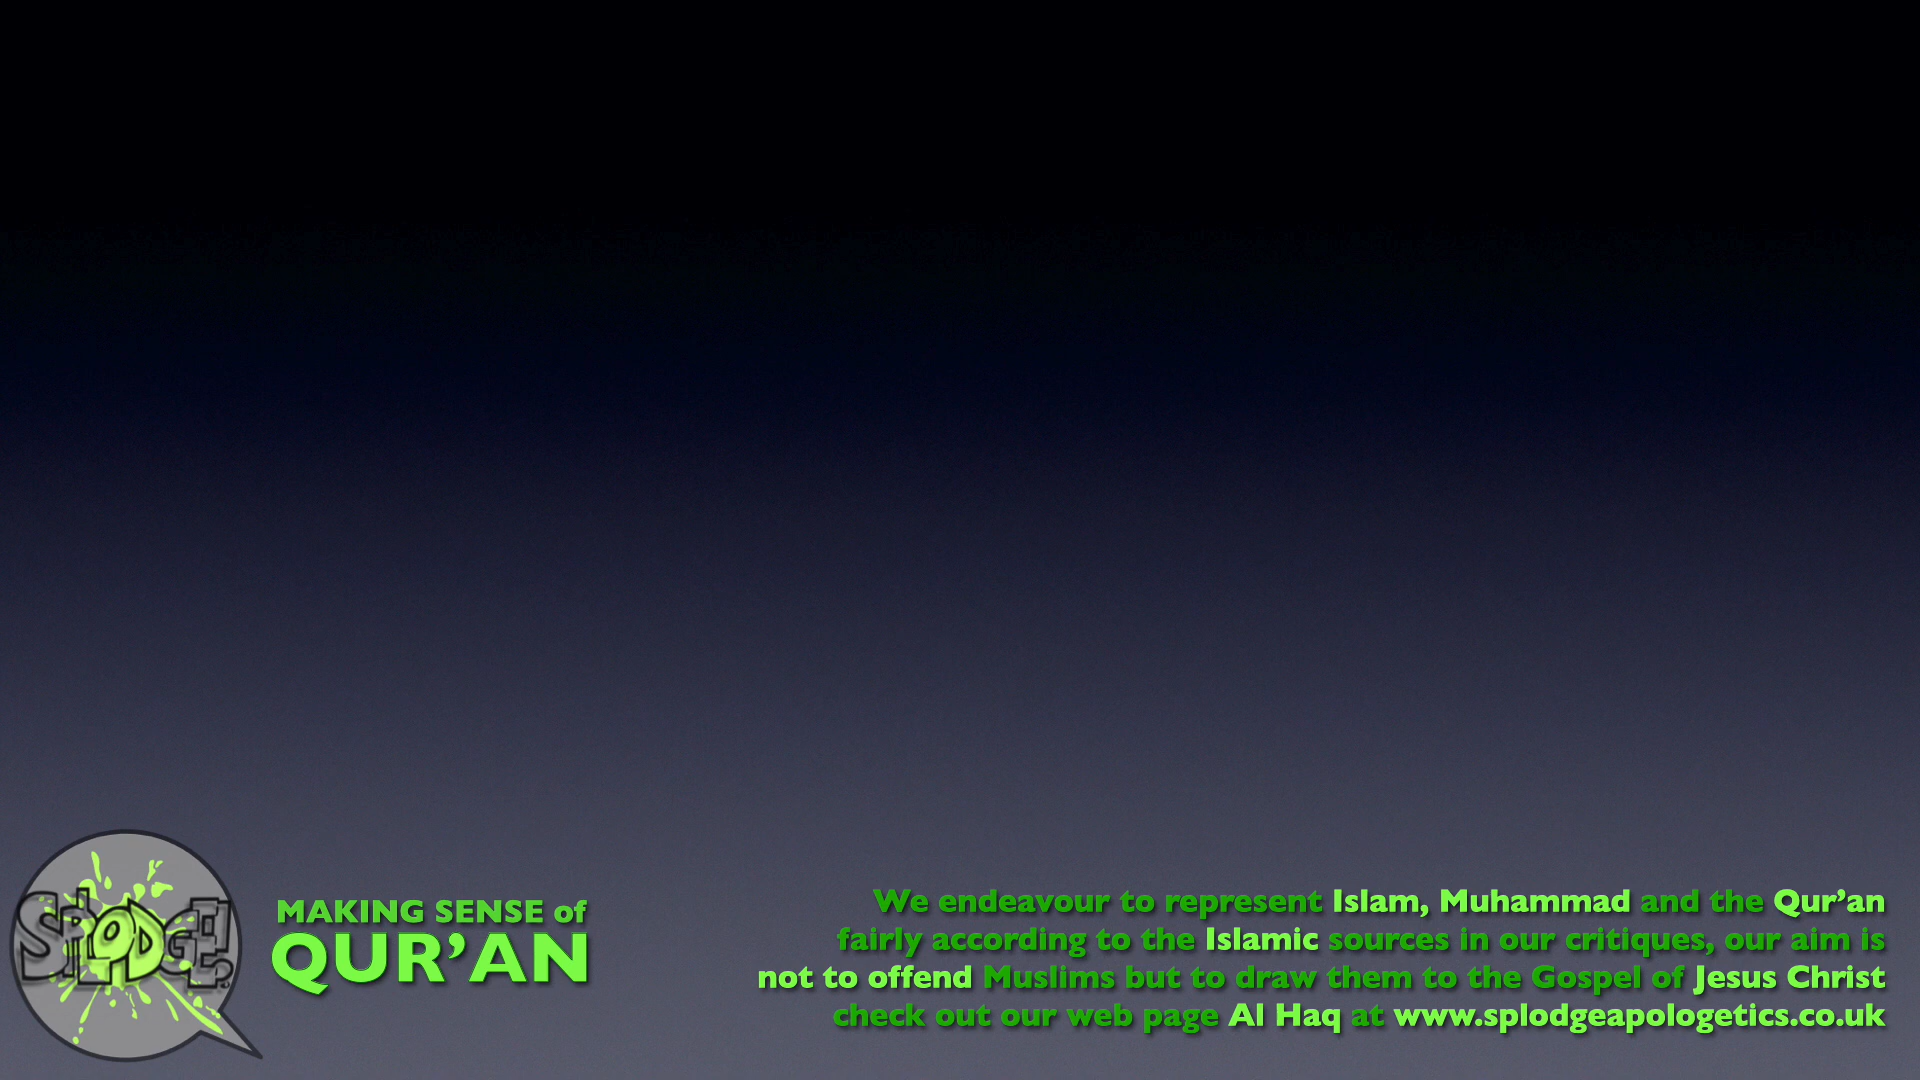 SPLODGE!
MAKING SENSE of
QUR’AN
We endeavour to represent Islam, Muhammad and the Qur’an
fairly according to the Islamic sources in our critiques, our aim is
not to offend Muslims but to draw them to the Gospel of Jesus Christ
check out our web page Al Haq at www.splodgeapologetics.co.uk